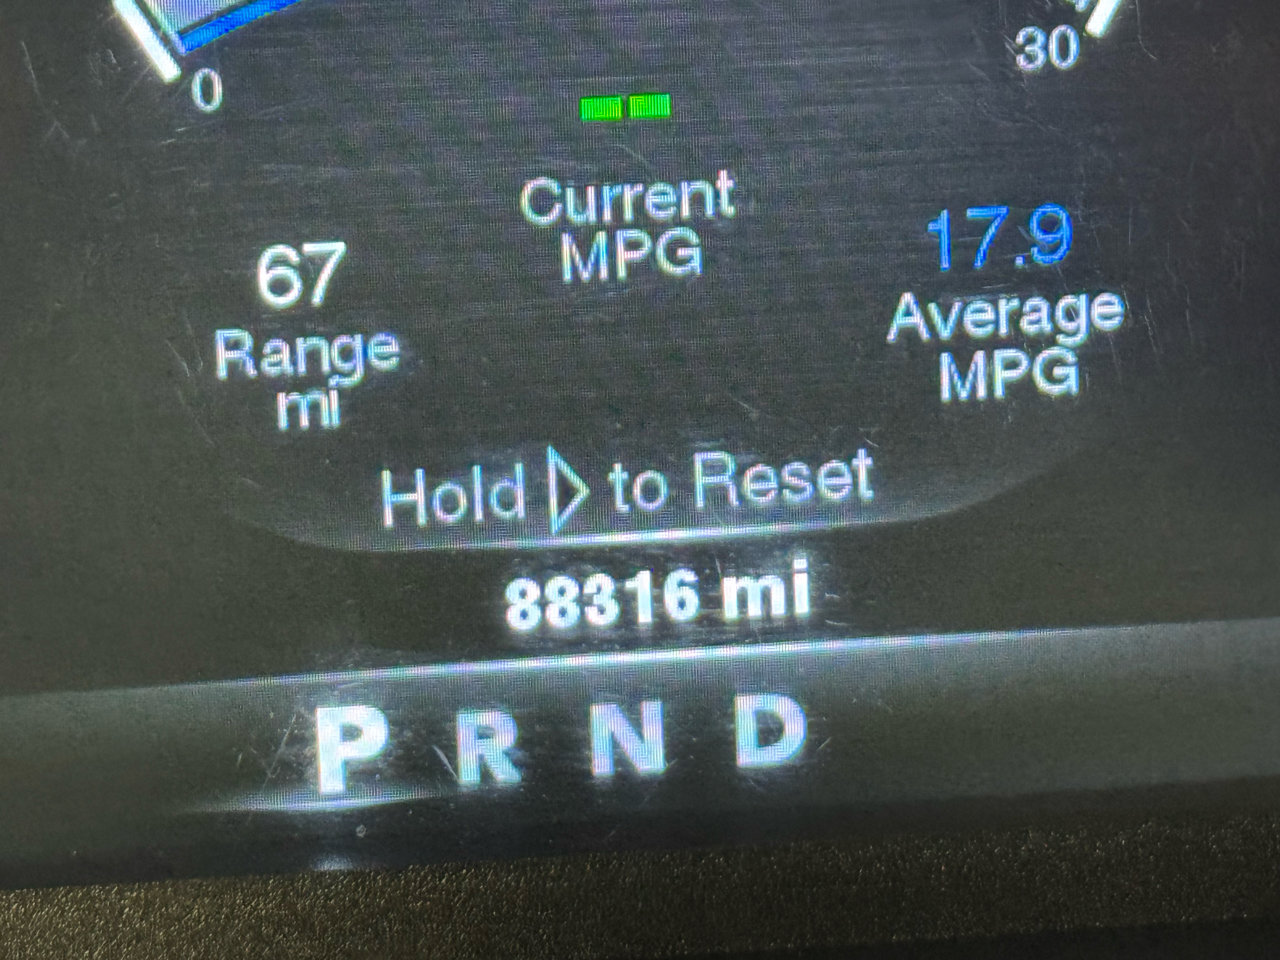 0
30
Current
MPG
67
Range
mi
17.9
Average
MPG
Hold ▷ to Reset
88316 mi
P R N D